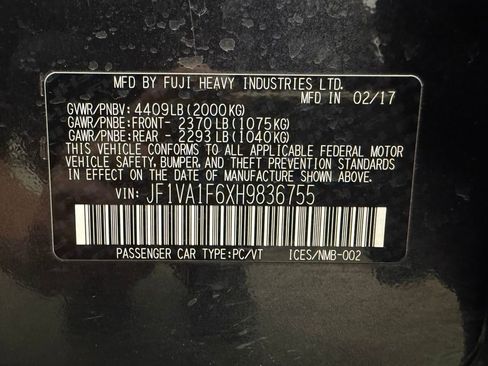 MFD BY FUJI HEAVY INDUSTRIES LTD.
MFD IN 02/17
GVWR/PNBV: 4409LB(2000KG)
GAWR/PNBE:FRONT- 2370LB(1075KG)
GAWR/PNBE:REAR - 2293LB(1040KG)
THIS VEHICLE CONFORMS TO ALL APPLICABLE FEDERAL MOTOR
VEHICLE SAFETY, BUMPER, AND THEFT PREVENTION STANDARDS
IN EFFECT ON THE DATE OF MANUFACTURE SHOWN ABOVE.
VIN: JF1VA1F6XH9836755
PASSENGER CAR TYPE:PC/VT ICES/NMB-002